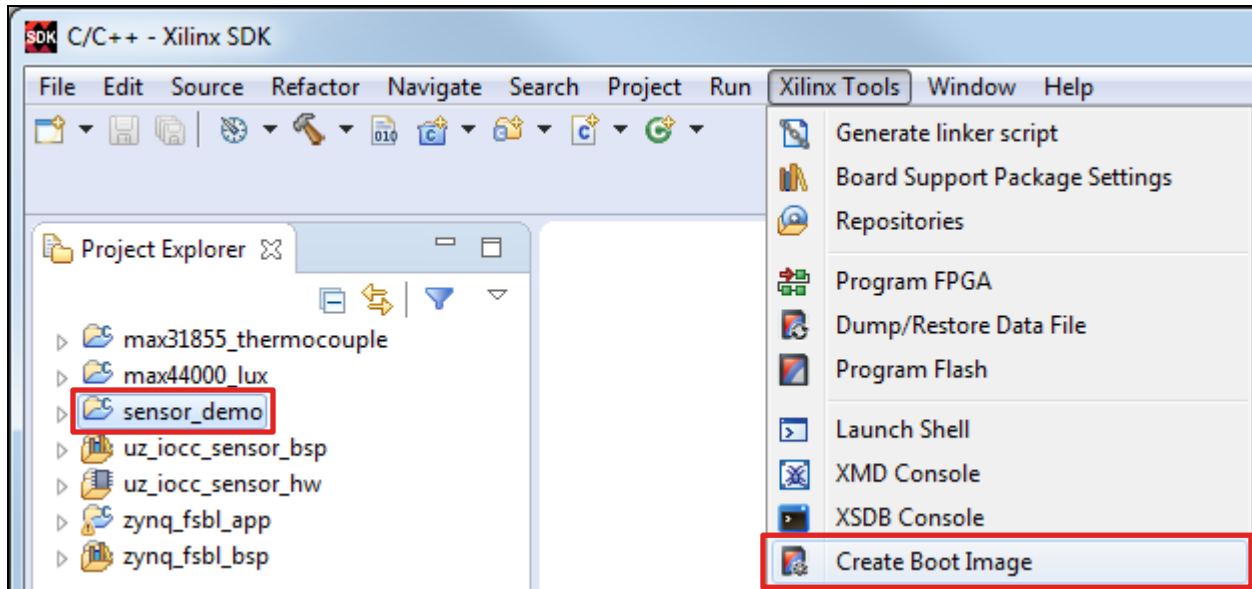 SDK C/C++ - Xilinx SDK
File Edit Source Refactor Navigate Search Project Run Xilinx Tools Window Help
010
Generate linker script
Board Support Package Settings
Repositories
Program FPGA
Dump/Restore Data File
Program Flash
Launch Shell
XMD Console
XSDB Console
Create Boot Image
Project Explorer
max31855_thermocouple
max44000_lux
sensor_demo
uz_iocc_sensor_bsp
uz_iocc_sensor_hw
zynq_fsbl_app
zynq_fsbl_bsp